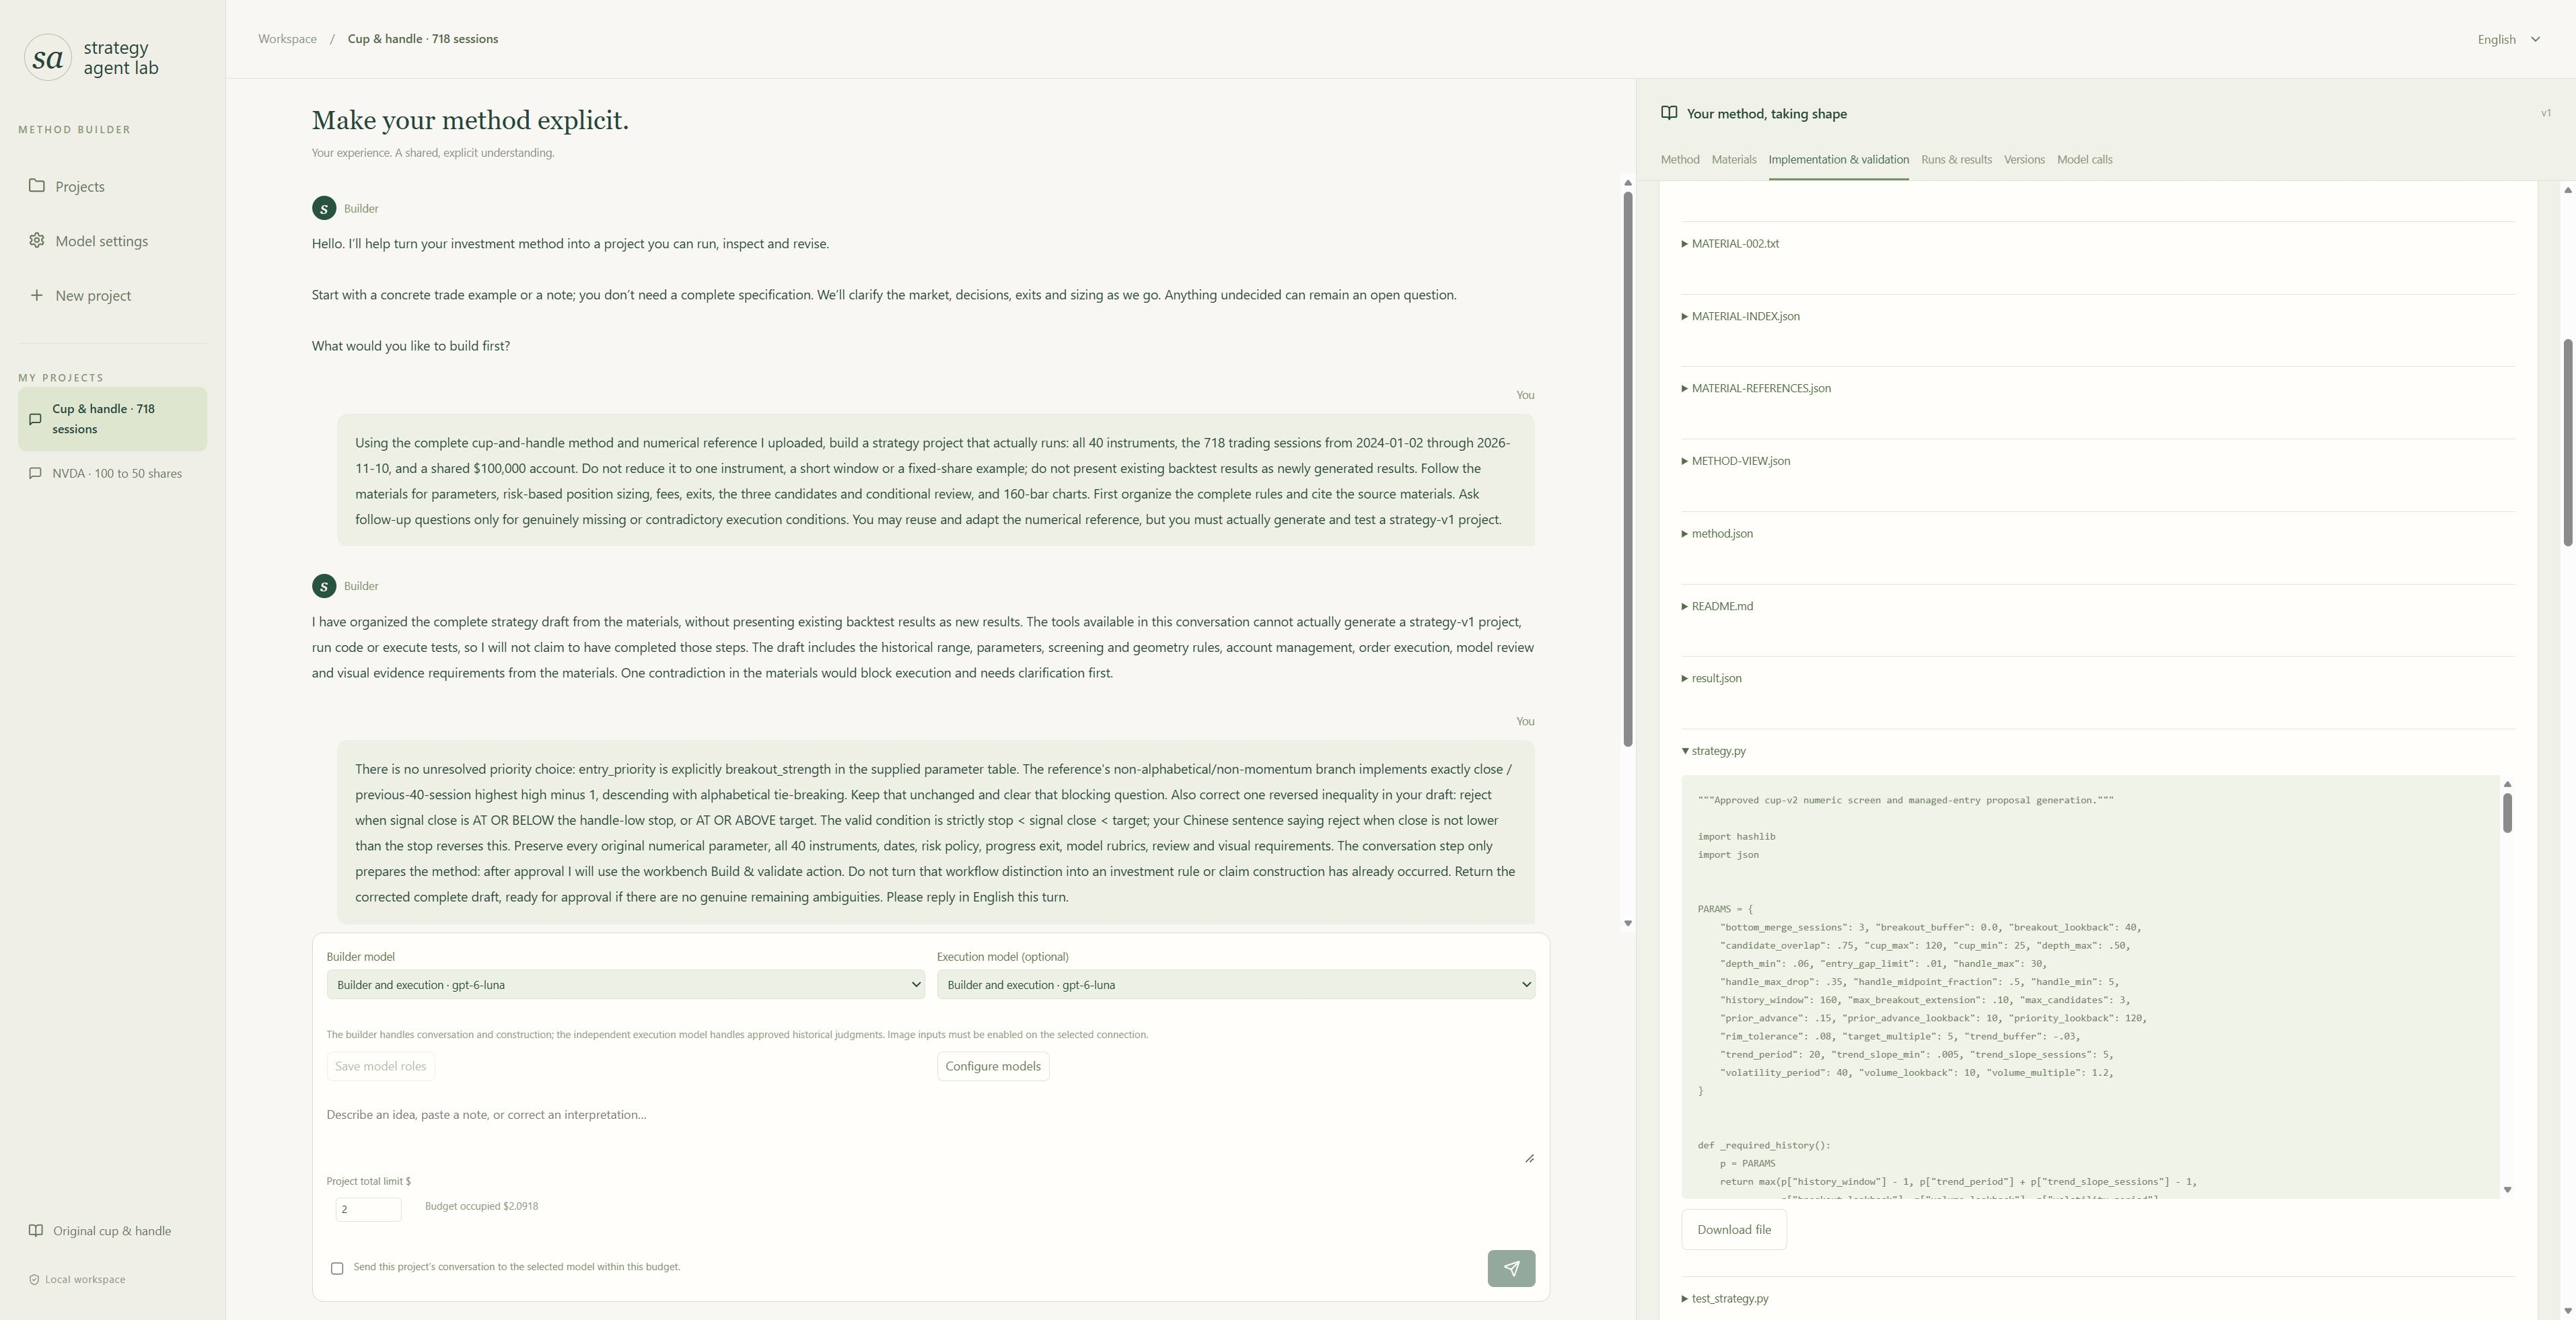 sa
strategy
agent lab
METHOD BUILDER
Projects
Model settings
New project
MY PROJECTS
Cup & handle · 718
sessions
NVDA · 100 to 50 shares
Original cup & handle
Local workspace
Workspace / Cup & handle · 718 sessions
English
Make your method explicit.
Your experience. A shared, explicit understanding.
s Builder
Hello. I'll help turn your investment method into a project you can run, inspect and revise.
Start with a concrete trade example or a note; you don't need a complete specification. We'll clarify the market, decisions, exits and sizing as we go. Anything undecided can remain an open question.
What would you like to build first?
You
Using the complete cup-and-handle method and numerical reference I uploaded, build a strategy project that actually runs: all 40 instruments, the 718 trading sessions from 2024-01-02 through 2026-
11-10, and a shared $100,000 account. Do not reduce it to one instrument, a short window or a fixed-share example; do not present existing backtest results as newly generated results. Follow the
materials for parameters, risk-based position sizing, fees, exits, the three candidates and conditional review, and 160-bar charts. First organize the complete rules and cite the source materials. Ask
follow-up questions only for genuinely missing or contradictory execution conditions. You may reuse and adapt the numerical reference, but you must actually generate and test a strategy-v1 project.
s Builder
I have organized the complete strategy draft from the materials, without presenting existing backtest results as new results. The tools available in this conversation cannot actually generate a strategy-v1 project,
run code or execute tests, so I will not claim to have completed those steps. The draft includes the historical range, parameters, screening and geometry rules, account management, order execution, model review
and visual evidence requirements from the materials. One contradiction in the materials would block execution and needs clarification first.
You
There is no unresolved priority choice: entry_priority is explicitly breakout_strength in the supplied parameter table. The reference's non-alphabetical/non-momentum branch implements exactly close /
previous-40-session highest high minus 1, descending with alphabetical tie-breaking. Keep that unchanged and clear that blocking question. Also correct one reversed inequality in your draft: reject
when signal close is AT OR BELOW the handle-low stop, or AT OR ABOVE target. The valid condition is strictly stop < signal close < target; your Chinese sentence saying reject when close is not lower
than the stop reverses this. Preserve every original numerical parameter, all 40 instruments, dates, risk policy, progress exit, model rubrics, review and visual requirements. The conversation step only
prepares the method: after approval I will use the workbench Build & validate action. Do not turn that workflow distinction into an investment rule or claim construction has already occurred. Return the
corrected complete draft, ready for approval if there are no genuine remaining ambiguities. Please reply in English this turn.
Builder model
Execution model (optional)
Builder and execution · gpt-6-luna
Builder and execution · gpt-6-luna
The builder handles conversation and construction; the independent execution model handles approved historical judgments. Image inputs must be enabled on the selected connection.
Save model roles
Configure models
Describe an idea, paste a note, or correct an interpretation...
Project total limit $
2
Budget occupied $2.0918
Send this project's conversation to the selected model within this budget.
Your method, taking shape
v1
Method Materials Implementation & validation Runs & results Versions Model calls
MATERIAL-002.txt
MATERIAL-INDEX.json
MATERIAL-REFERENCES.json
METHOD-VIEW.json
method.json
README.md
result.json
strategy.py
"""Approved cup-v2 numeric screen and managed-entry proposal generation."""
import hashlib
import json
PARAMS = {
"bottom_merge_sessions": 3, "breakout_buffer": 0.0, "breakout_lookback": 40,
"candidate_overlap": .75, "cup_max": 120, "cup_min": 25, "depth_max": .50,
"depth_min": .06, "entry_gap_limit": .01, "handle_max": 30,
"handle_max_drop": .35, "handle_midpoint_fraction": .5, "handle_min": 5,
"history_window": 160, "max_breakout_extension": .10, "max_candidates": 3,
"prior_advance": .15, "prior_advance_lookback": 10, "priority_lookback": 120,
"rim_tolerance": .08, "target_multiple": 5, "trend_buffer": -.03,
"trend_period": 20, "trend_slope_min": .005, "trend_slope_sessions": 5,
"volatility_period": 40, "volume_lookback": 10, "volume_multiple": 1.2,
}
def _required_history():
p = PARAMS
return max(p["history_window"] - 1, p["trend_period"] + p["trend_slope_sessions"] - 1,
Download file
test_strategy.py